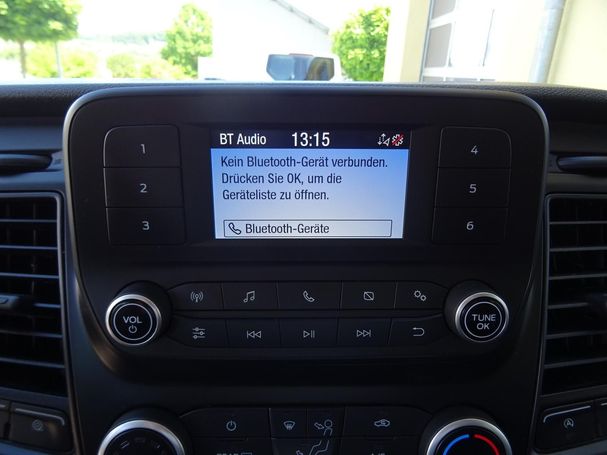 BT Audio 13:15
Kein Bluetooth-Gerät verbunden.
Drücken Sie OK, um die
Geräteliste zu öffnen.
Bluetooth-Geräte
1
2
3
4
5
6
VOL
TUNE
OK